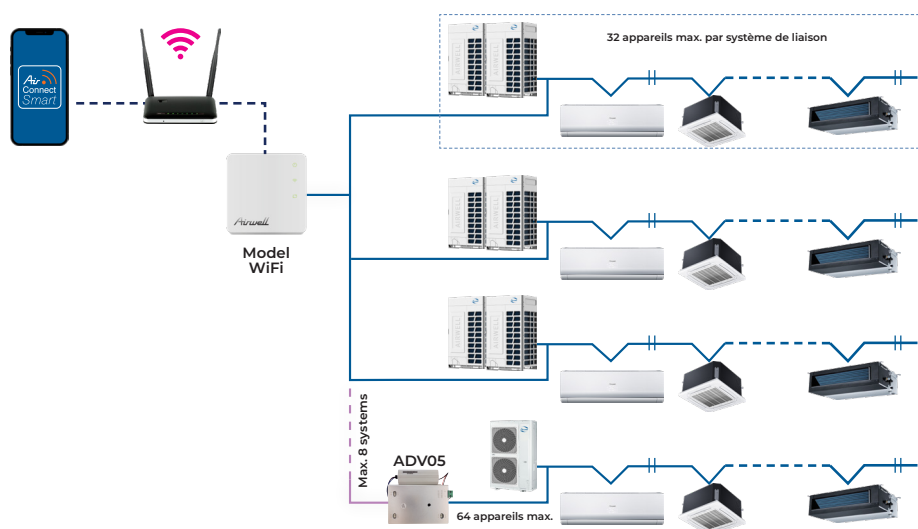 Air
Connect
Smart
32 appareils max. par système de liaison
Airwell
Model
WiFi
Max. 8 systems
ADV05
64 appareils max.